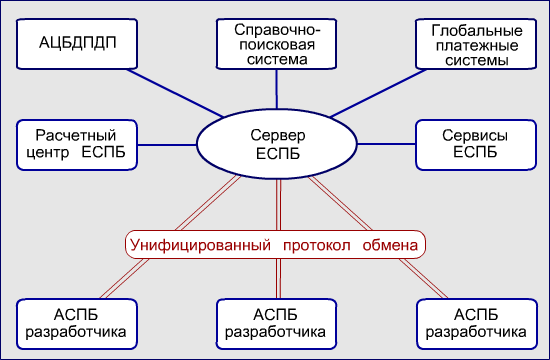 АЦБДПДП
Справочно-
поисковая
система
Глобальные
платежные
системы
Расчетный
центр ЕСПБ
Сервер
ЕСПБ
Сервисы
ЕСПБ
Унифицированный протокол обмена
АСПБ
разработчика
АСПБ
разработчика
АСПБ
разработчика